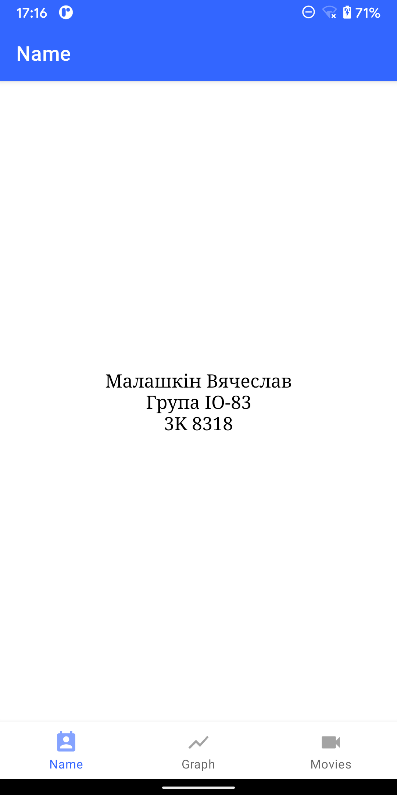 17:16
71%
Name
Малашкін Вячеслав
Група ІО-83
ЗК 8318
Name
Graph
Movies